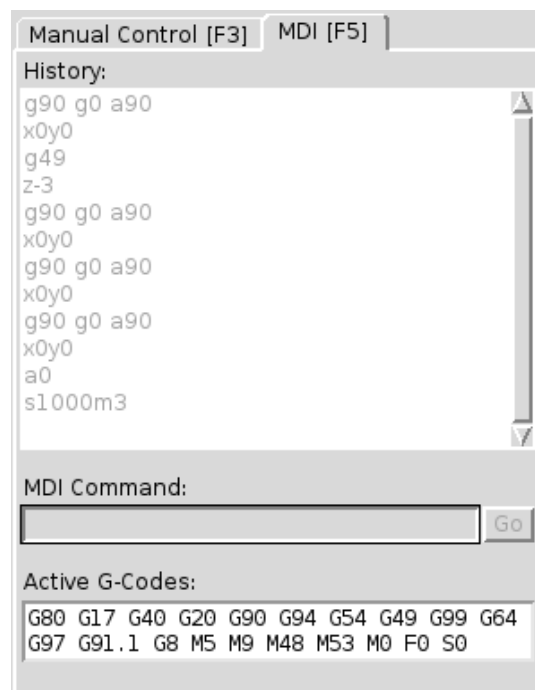 Manual Control [F3] MDI [F5]
History:
g90 g0 a90
x0y0
g49
z-3
g90 g0 a90
x0y0
g90 g0 a90
x0y0
g90 g0 a90
x0y0
a0
s1000m3
MDI Command:
Go
Active G-Codes:
G80 G17 G40 G20 G90 G94 G54 G49 G99 G64
G97 G91.1 G8 M5 M9 M48 M53 M0 F0 S0